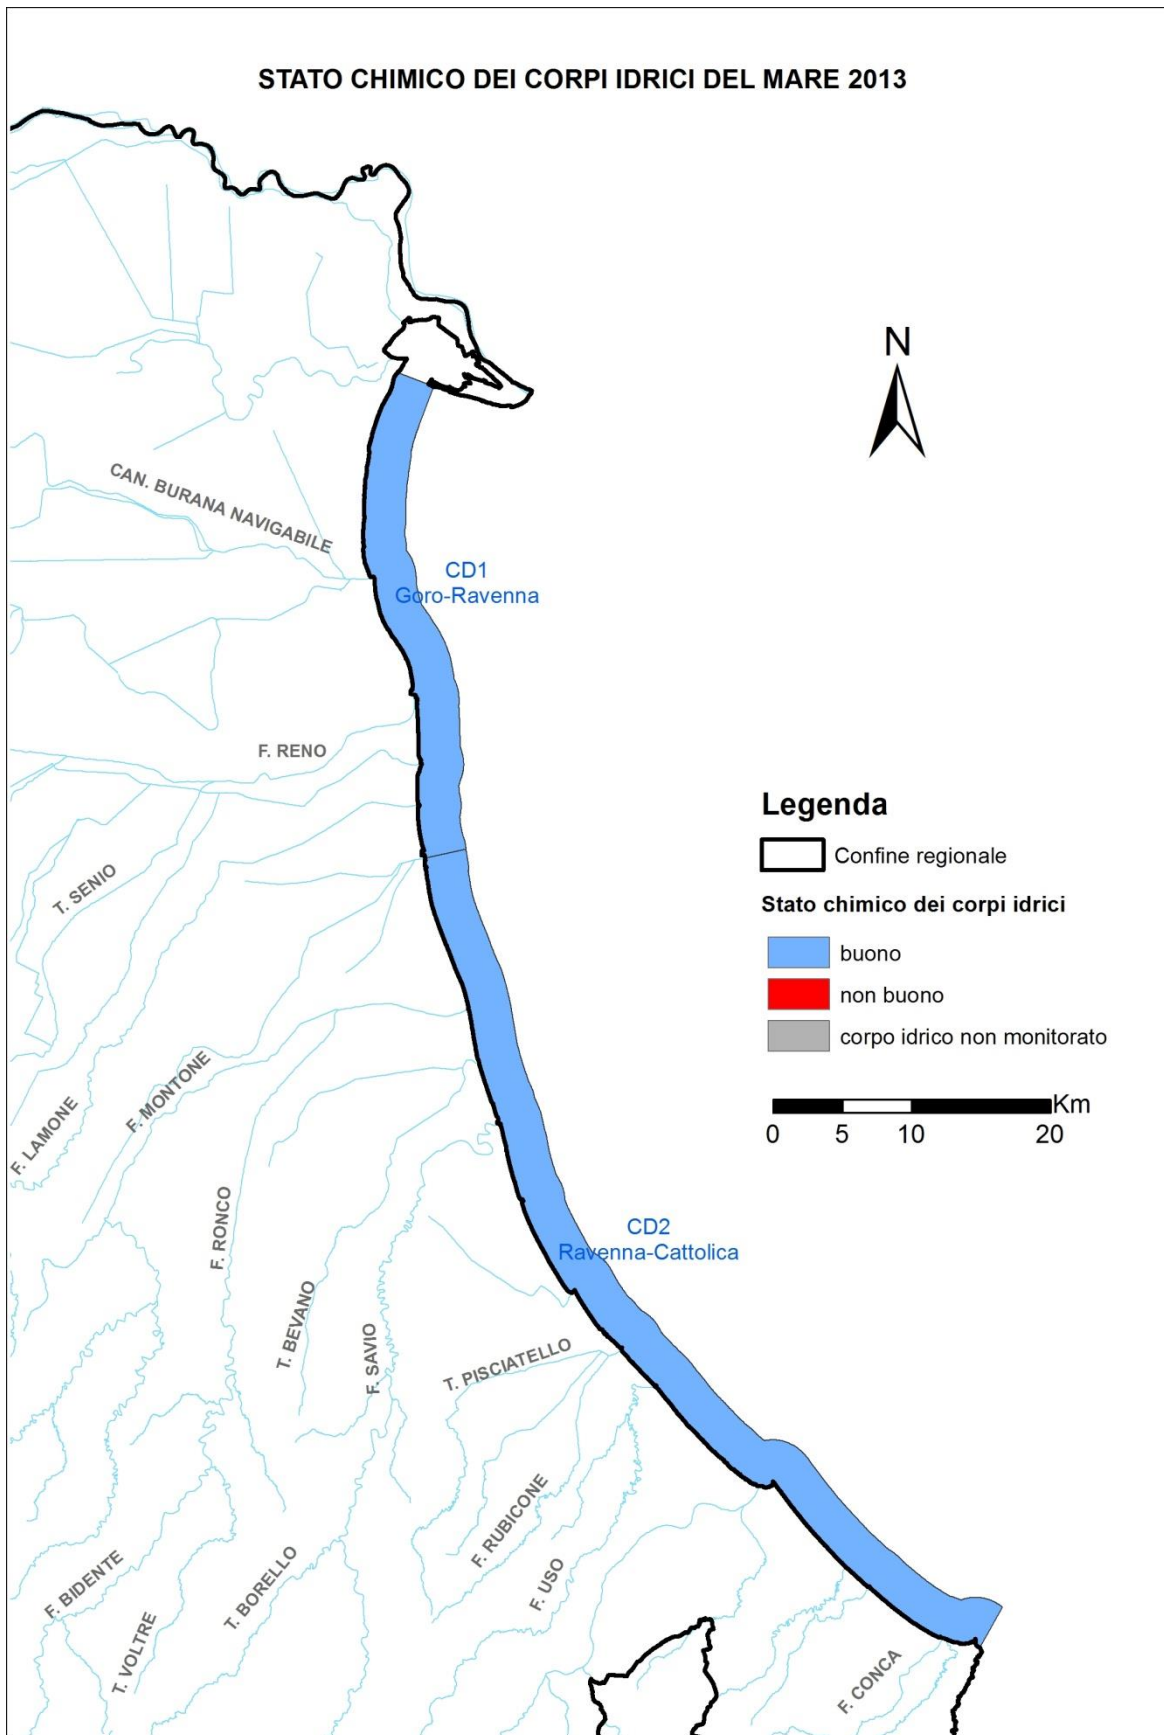 STATO CHIMICO DEI CORPI IDRICI DEL MARE 2013
N
CAN. BURANA NAVIGABILE
CD1
Goro-Ravenna
F. RENO
T. SENIO
F. LAMONE
F. MONTONE
F. RONCO
T. BEVANO
F. SAVIO
T. PISCIATELLO
CD2
Ravenna-Cattolica
F. RUBICONE
F. USO
F. BIDENTE
T. VOLTRE
T. BORELLO
F. CONCA
Legenda
Confine regionale
Stato chimico dei corpi idrici
buono
non buono
corpo idrico non monitorato
Km
0 5 10 20